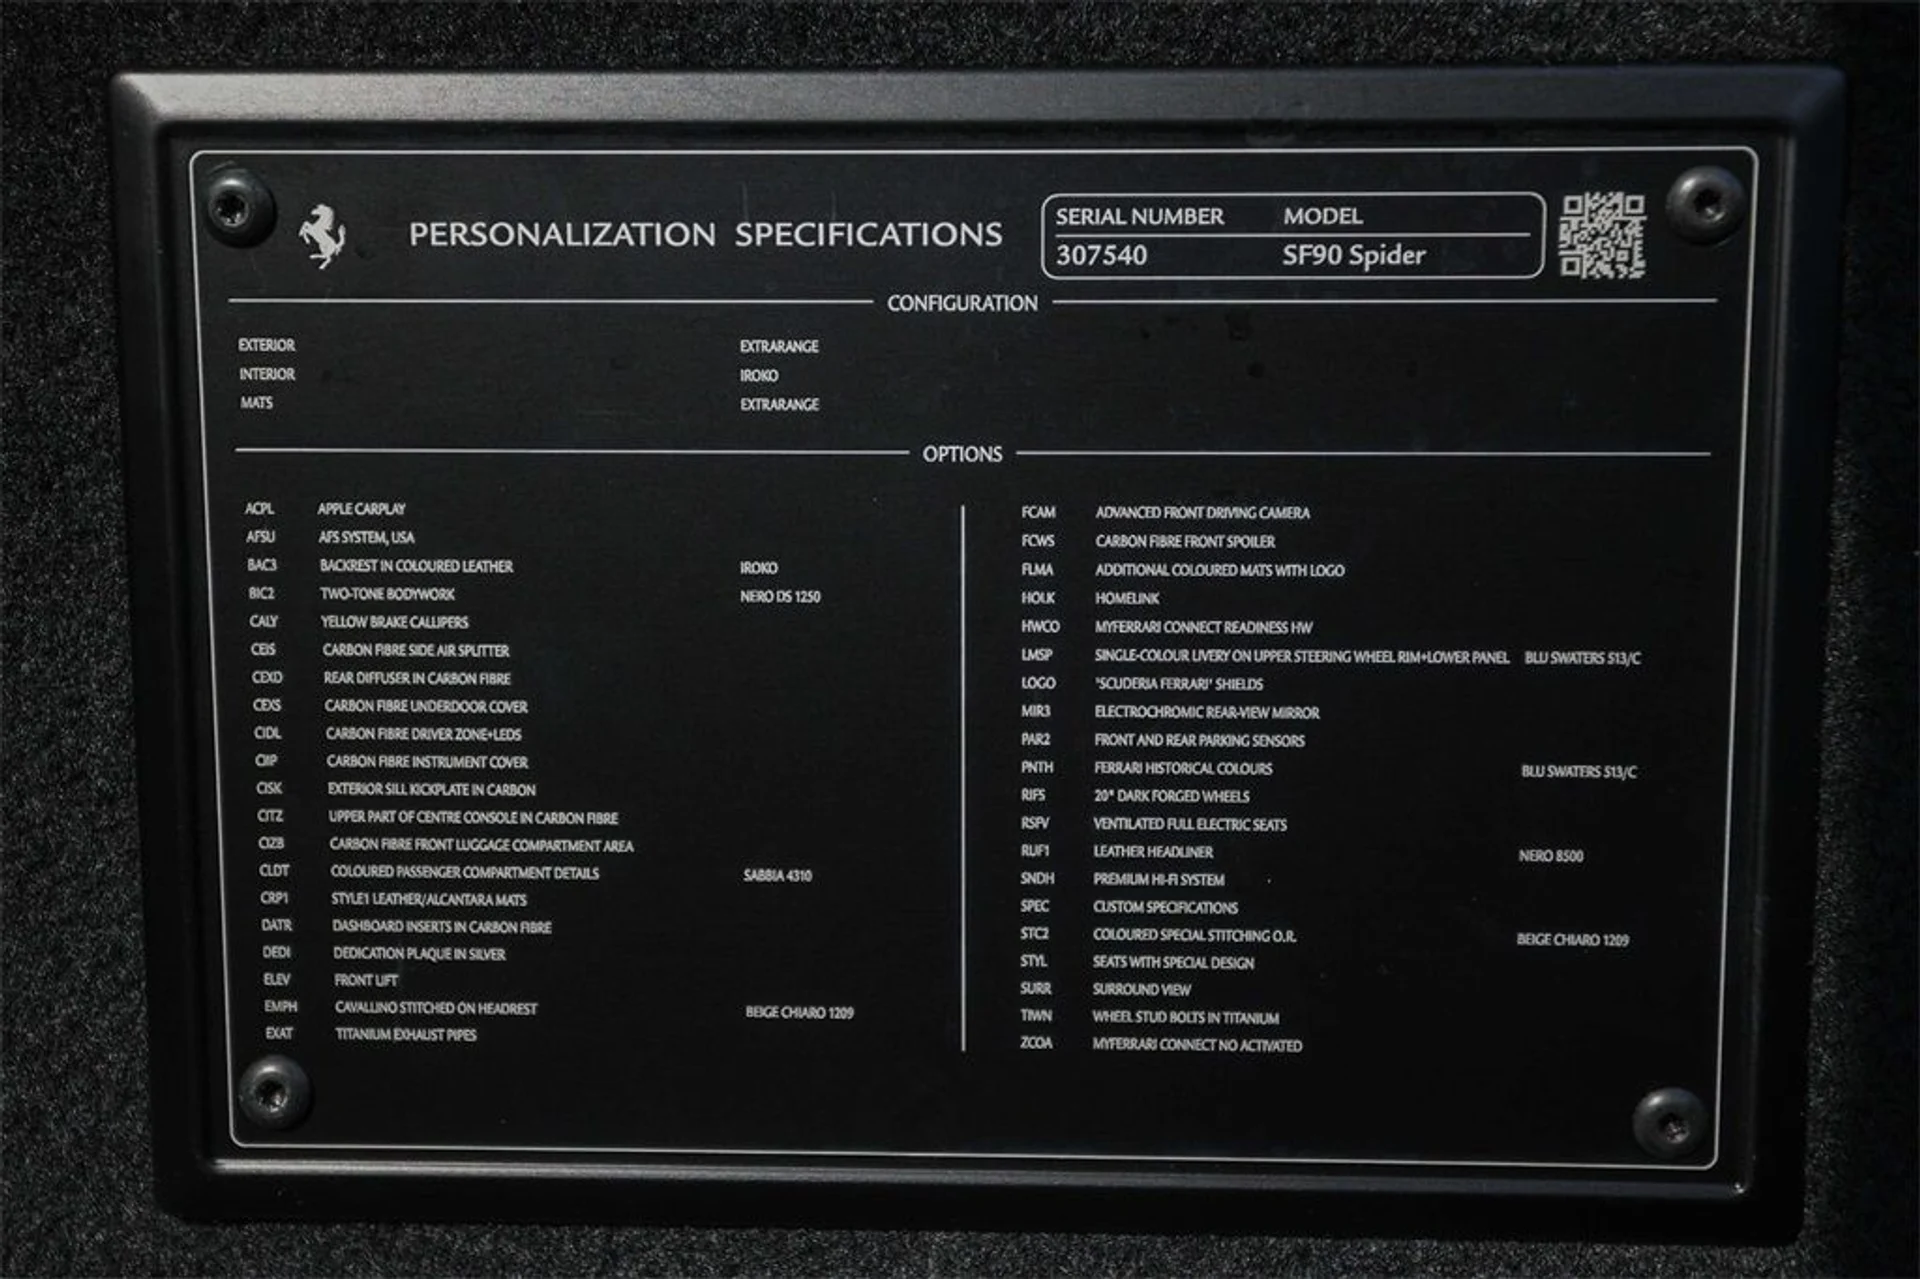 PERSONALIZATION SPECIFICATIONS
SERIAL NUMBER MODEL
307540 SF90 Spider
CONFIGURATION
EXTERIOR EXTRARANGE
INTERIOR IROKO
MATS EXTRARANGE
OPTIONS
ACPL APPLE CARPLAY
AFSU AFS SYSTEM, USA
BAC3 BACKREST IN COLOURED LEATHER IROKO
BIC2 TWO-TONE BODYWORK NERO DS 1250
CALY YELLOW BRAKE CALLIPERS
CEIS CARBON FIBRE SIDE AIR SPLITTER
CEXD REAR DIFFUSER IN CARBON FIBRE
CEXS CARBON FIBRE UNDERDOOR COVER
CIDL CARBON FIBRE DRIVER ZONE+LEDS
CIIP CARBON FIBRE INSTRUMENT COVER
CISK EXTERIOR SILL KICKPLATE IN CARBON
CITZ UPPER PART OF CENTRE CONSOLE IN CARBON FIBRE
CIZB CARBON FIBRE FRONT LUGGAGE COMPARTMENT AREA
CLDT COLOURED PASSENGER COMPARTMENT DETAILS SABBIA 4310
CRP1 STYLE1 LEATHER/ALCANTARA MATS
DATR DASHBOARD INSERTS IN CARBON FIBRE
DEDI DEDICATION PLAQUE IN SILVER
ELEV FRONT LIFT
EMPH CAVALLINO STITCHED ON HEADREST BEIGE CHIARO 1209
EXAT TITANIUM EXHAUST PIPES
FCAM ADVANCED FRONT DRIVING CAMERA
FCWS CARBON FIBRE FRONT SPOILER
FLMA ADDITIONAL COLOURED MATS WITH LOGO
HOLK HOMELINK
HWCO MYFERRARI CONNECT READINESS HW
LMSP SINGLE-COLOUR LIVERY ON UPPER STEERING WHEEL RIM+LOWER PANEL BLU SWATERS 513/C
LOGO 'SCUDERIA FERRARI' SHIELDS
MIR3 ELECTROCHROMIC REAR-VIEW MIRROR
PAR2 FRONT AND REAR PARKING SENSORS
PNTH FERRARI HISTORICAL COLOURS BLU SWATERS 513/C
RIFS 20" DARK FORGED WHEELS
RSFV VENTILATED FULL ELECTRIC SEATS
RUF1 LEATHER HEADLINER NERO 8500
SNDH PREMIUM HI-FI SYSTEM
SPEC CUSTOM SPECIFICATIONS
STC2 COLOURED SPECIAL STITCHING O.R. BEIGE CHIARO 1209
STYL SEATS WITH SPECIAL DESIGN
SURR SURROUND VIEW
TIWN WHEEL STUD BOLTS IN TITANIUM
ZCOA MYFERRARI CONNECT NO ACTIVATED